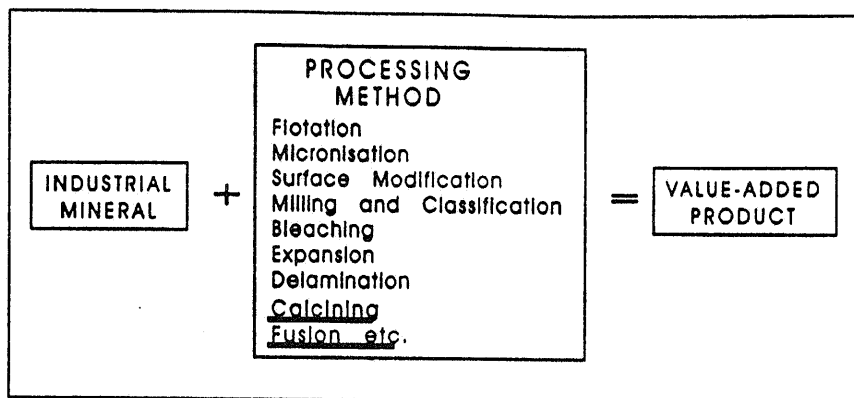 INDUSTRIAL
MINERAL
+
PROCESSING
METHOD
Flotation
Micronisation
Surface Modification
Milling and Classification
Bleaching
Expansion
Delamination
Calcining
Fusion etc.
=
VALUE-ADDED
PRODUCT